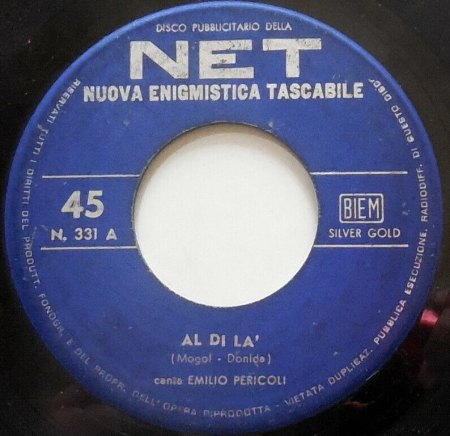 DISCO PUBBLICITARIO DELLA
NET
NUOVA ENIGMISTICA TASCABILE
45
N. 331 A
BIEM
SILVER GOLD
AL DI LA'
(Mogol - Donida)
canta EMILIO PERICOLI
RISERVATI TUTTI I DIRITTI DEL PRODUTT. FONOGR. E DEL PROPR. DELL'OPERA RIPRODOTTA - VIETATA DUPLICAZ. PUBBLICA ESECUZIONE, RADIODIFF. DI QUESTO DISCO